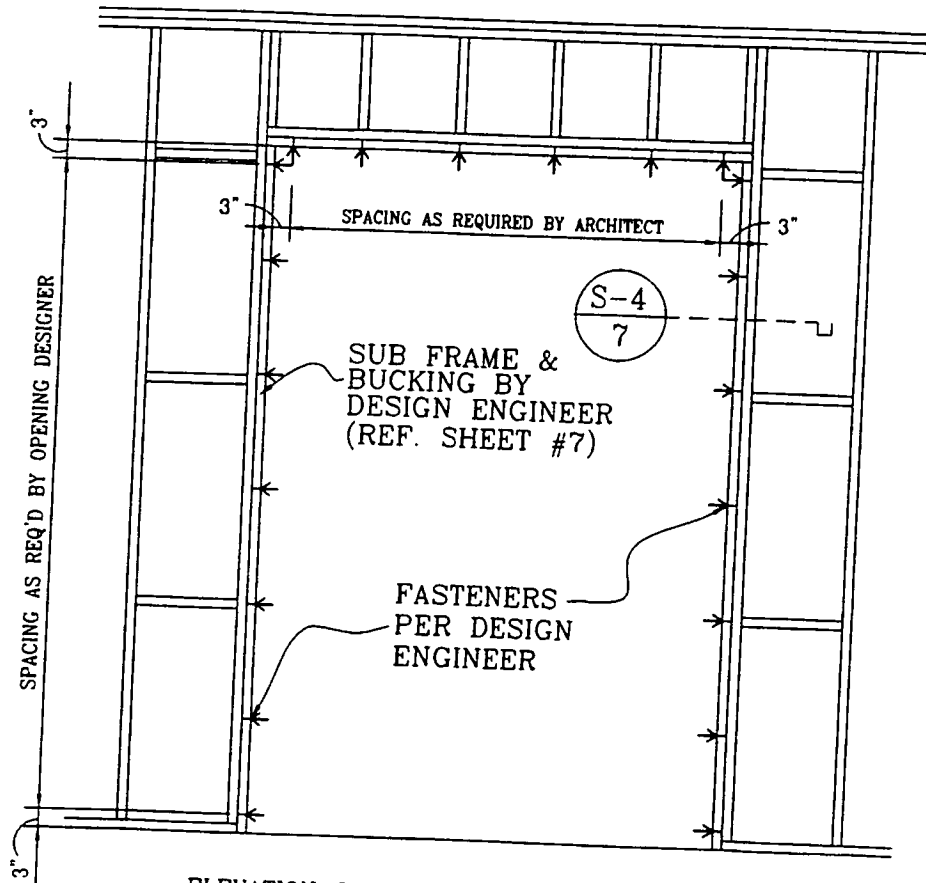 3"
3"
SPACING AS REQUIRED BY ARCHITECT
3"
S-4
7
SUB FRAME &
BUCKING BY
DESIGN ENGINEER
(REF. SHEET #7)
SPACING AS REQ'D BY OPENING DESIGNER
FASTENERS
PER DESIGN
ENGINEER
3"